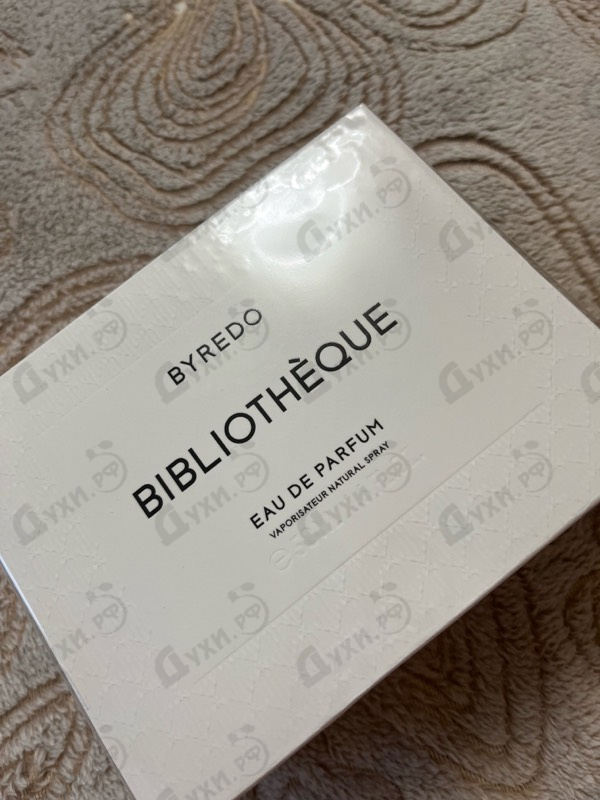 BYREDO
BIBLIOTHÈQUE
EAU DE PARFUM
VAPORISATEUR NATURAL SPRAY
Духи.рф